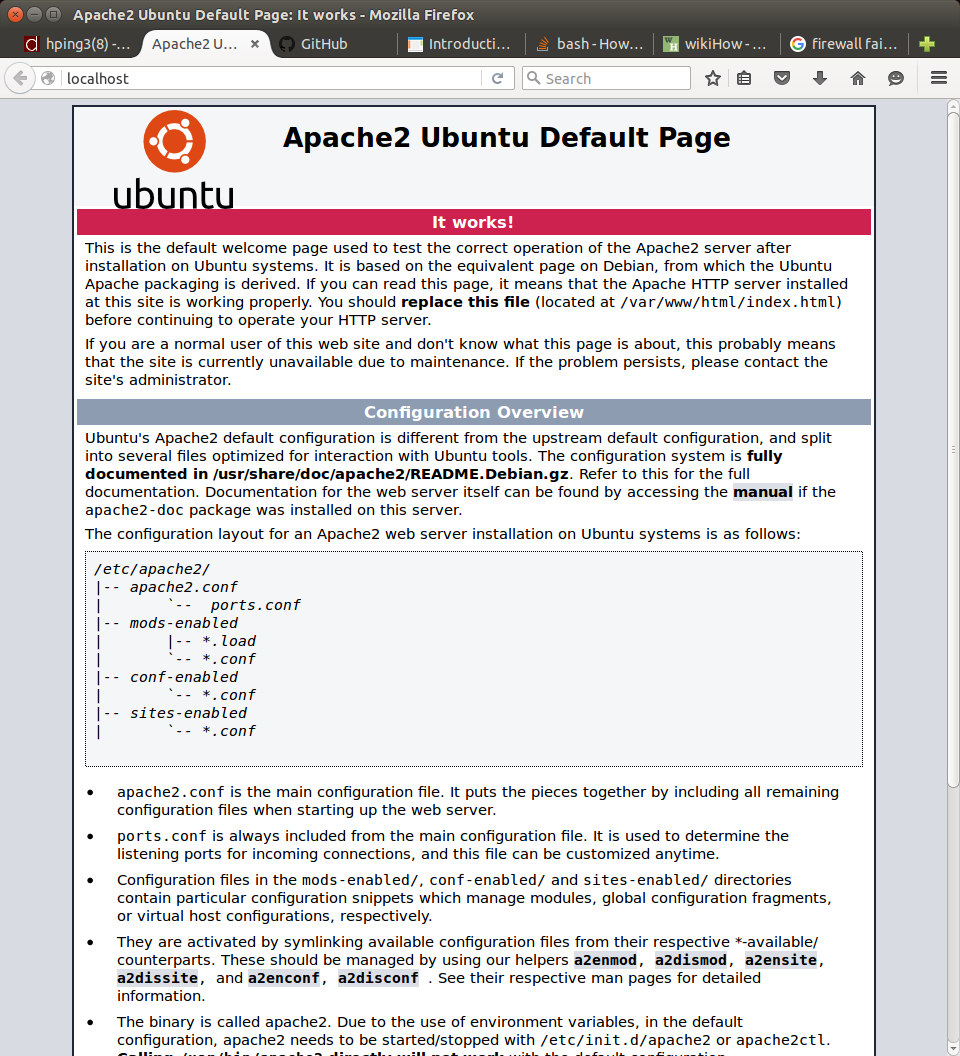 Apache2 Ubuntu Default Page: It works - Mozilla Firefox
hping3(8) -... Apache2 U... GitHub Introducti... bash - How... wikiHow - ... firewall fai...
localhost Search
ubuntu
Apache2 Ubuntu Default Page
It works!
This is the default welcome page used to test the correct operation of the Apache2 server after
installation on Ubuntu systems. It is based on the equivalent page on Debian, from which the Ubuntu
Apache packaging is derived. If you can read this page, it means that the Apache HTTP server installed
at this site is working properly. You should replace this file (located at /var/www/html/index.html)
before continuing to operate your HTTP server.
If you are a normal user of this web site and don't know what this page is about, this probably means
that the site is currently unavailable due to maintenance. If the problem persists, please contact the
site's administrator.
Configuration Overview
Ubuntu's Apache2 default configuration is different from the upstream default configuration, and split
into several files optimized for interaction with Ubuntu tools. The configuration system is fully
documented in /usr/share/doc/apache2/README.Debian.gz. Refer to this for the full
documentation. Documentation for the web server itself can be found by accessing the manual if the
apache2-doc package was installed on this server.
The configuration layout for an Apache2 web server installation on Ubuntu systems is as follows:
/etc/apache2/
|-- apache2.conf
|       `--  ports.conf
|-- mods-enabled
|       |-- *.load
|       `-- *.conf
|-- conf-enabled
|       `-- *.conf
|-- sites-enabled
|       `-- *.conf
• apache2.conf is the main configuration file. It puts the pieces together by including all remaining
configuration files when starting up the web server.
• ports.conf is always included from the main configuration file. It is used to determine the
listening ports for incoming connections, and this file can be customized anytime.
• Configuration files in the mods-enabled/, conf-enabled/ and sites-enabled/ directories
contain particular configuration snippets which manage modules, global configuration fragments,
or virtual host configurations, respectively.
• They are activated by symlinking available configuration files from their respective *-available/
counterparts. These should be managed by using our helpers a2enmod, a2dismod, a2ensite,
a2dissite, and a2enconf, a2disconf . See their respective man pages for detailed
information.
• The binary is called apache2. Due to the use of environment variables, in the default
configuration, apache2 needs to be started/stopped with /etc/init.d/apache2 or apache2ctl.
Calling /usr/bin/apache2 directly will not work with the default configuration.